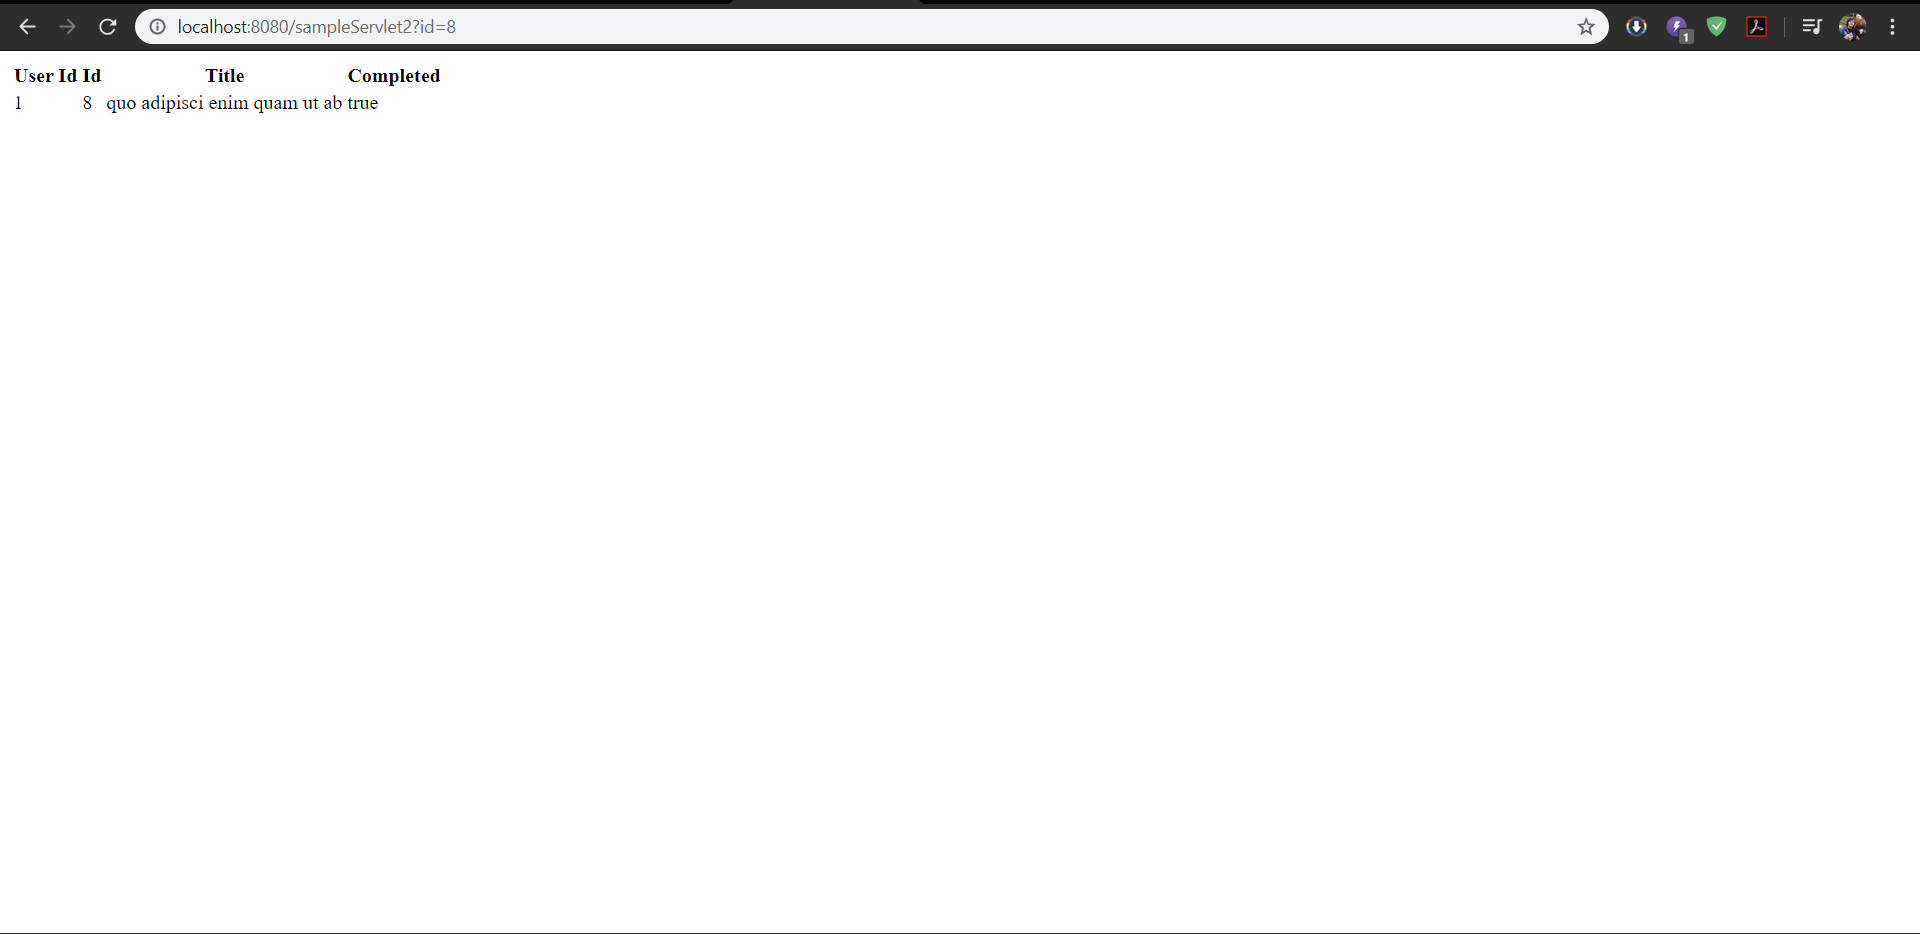 localhost:8080/sampleServlet2?id=8
1
User Id Id Title Completed
1 8 quo adipisci enim quam ut ab true